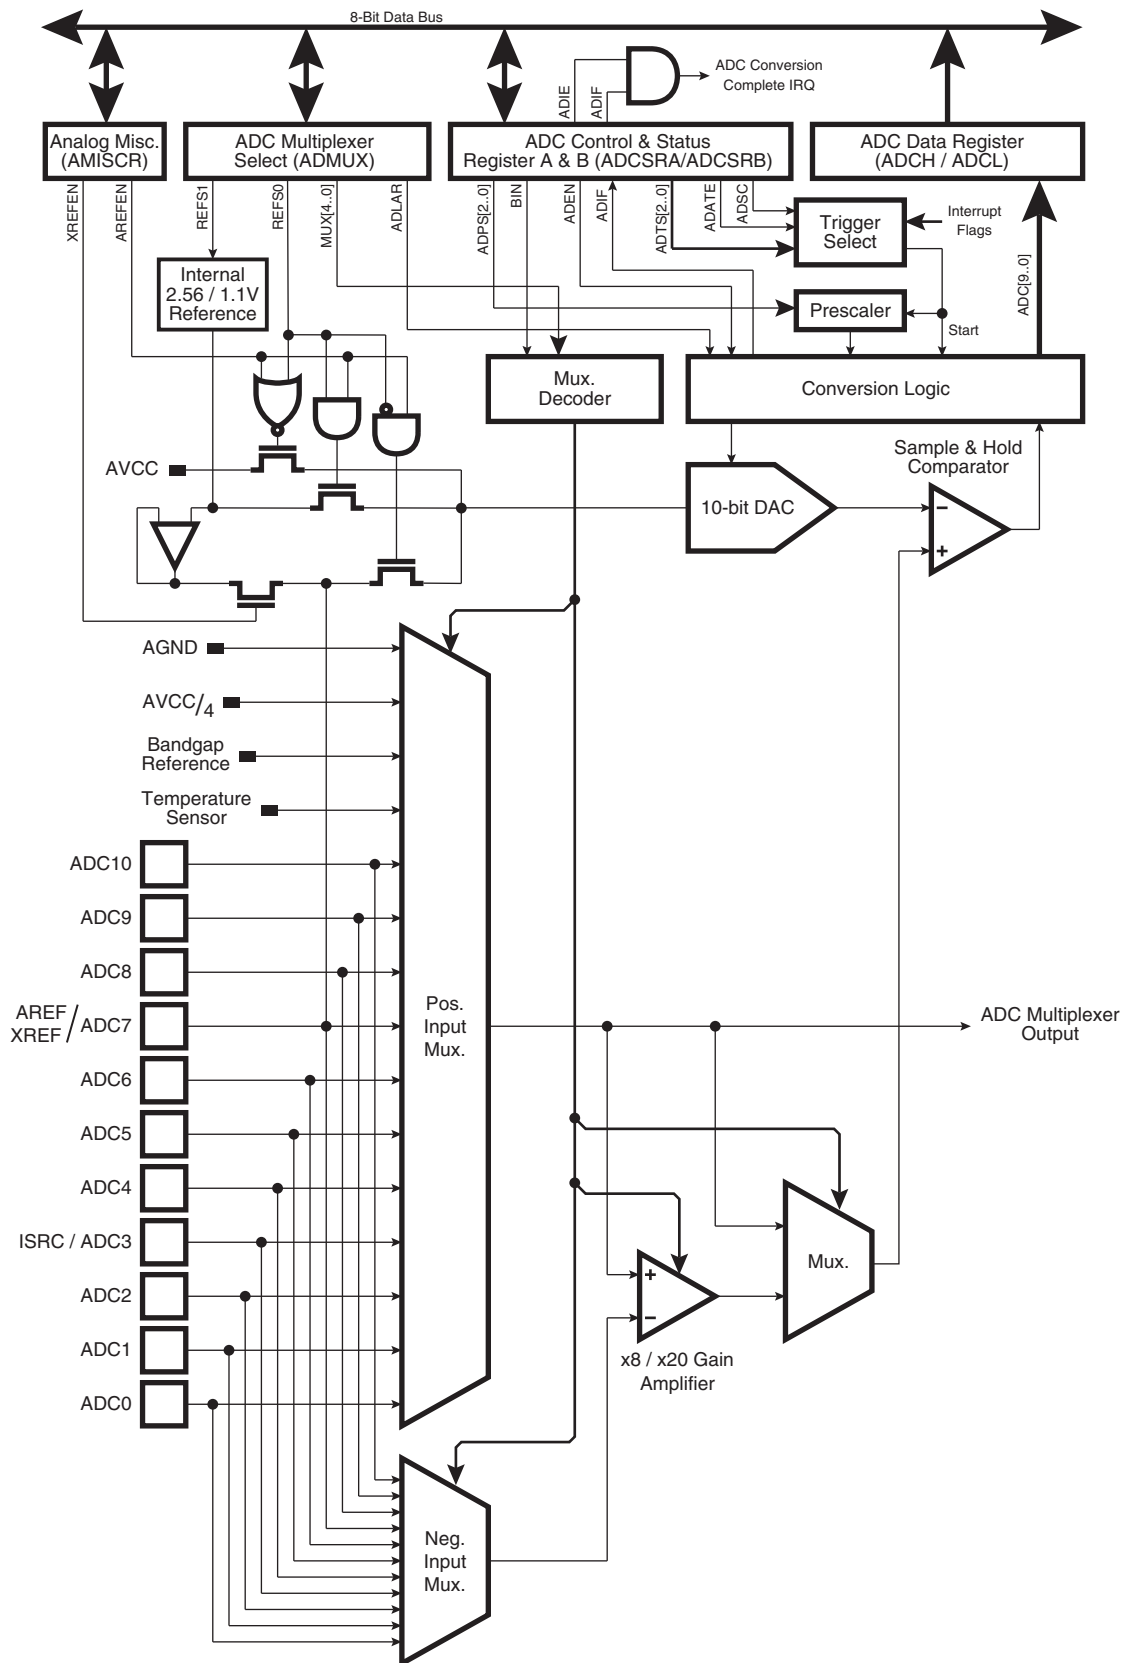 8-Bit Data Bus
ADC Conversion
Complete IRQ
ADIE
ADIF
Analog Misc.
(AMISCR)
ADC Multiplexer
Select (ADMUX)
ADC Control & Status
Register A & B (ADCSRA/ADCSRB)
ADC Data Register
(ADCH / ADCL)
XREFEN
AREFEN
REFS1
REFS0
MUX[4..0]
ADLAR
ADPS[2..0]
BIN
ADEN
ADIF
ADTS[2..0]
ADATE
ADSC
Trigger
Select
Interrupt
Flags
ADC[9..0]
Internal
2.56 / 1.1V
Reference
Prescaler
Start
Mux.
Decoder
Conversion Logic
Sample & Hold
Comparator
AVCC
10-bit DAC
−
+
AGND
AVCC/4
Bandgap
Reference
Temperature
Sensor
ADC10
ADC9
ADC8
AREF
XREF / ADC7
ADC6
ADC5
ADC4
ISRC / ADC3
ADC2
ADC1
ADC0
Pos.
Input
Mux.
ADC Multiplexer
Output
Mux.
+
−
x8 / x20 Gain
Amplifier
Neg.
Input
Mux.